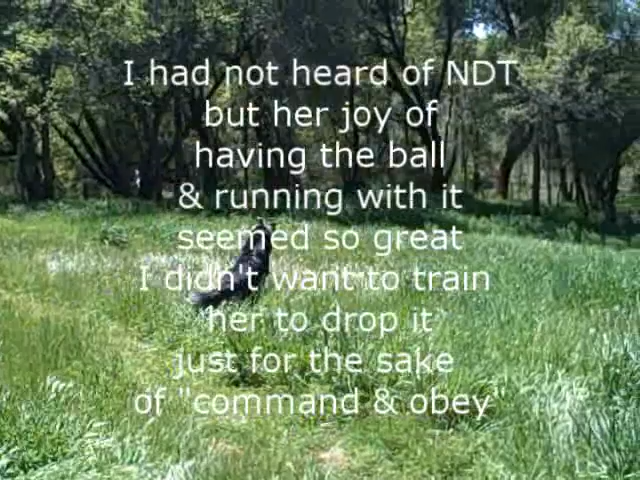 I had not heard of NDT
but her joy of
having the ball
& running with it
seemed so great
I didn't want to train
her to drop it
just for the sake
of "command & obey"